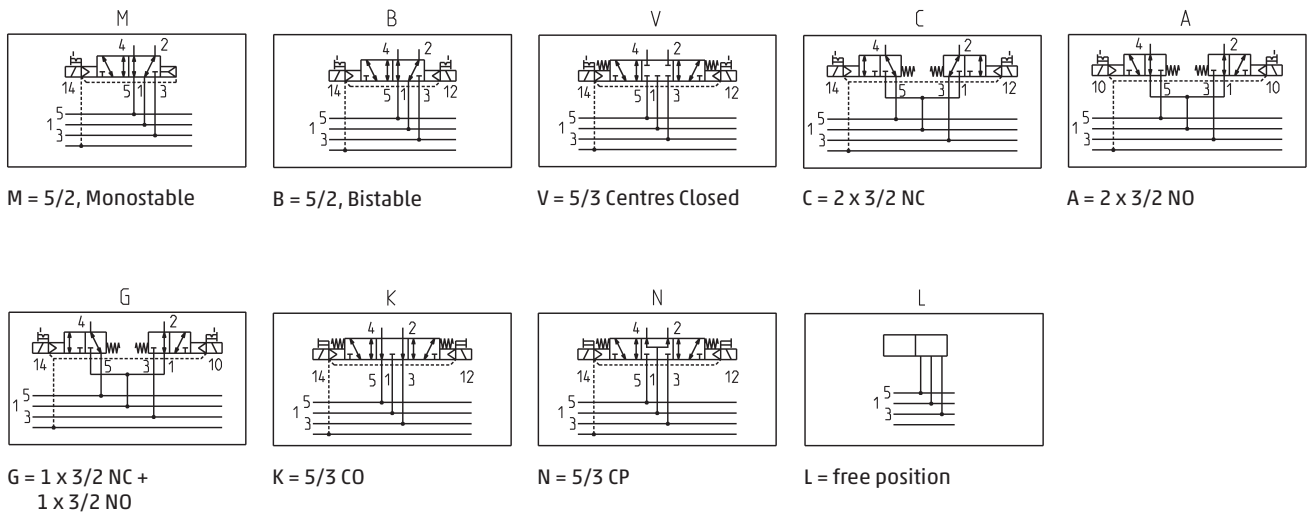 M
B
V
C
A
4 2
14 5 1 3
5
1
3
4 2
14 5 1 3 12
5
1
3
4 2
14 5 1 3 12
5
1
3
4 2
14 5 3 1 12
5
1
3
4 2
10 5 3 1 10
5
1
3
M = 5/2, Monostable
B = 5/2, Bistable
V = 5/3 Centres Closed
C = 2 x 3/2 NC
A = 2 x 3/2 NO
G
K
N
L
4 2
14 5 3 1 10
5
1
3
4 2
14 5 1 3 12
5
1
3
4 2
14 5 1 3 12
5
1
3
5
1
3
G = 1 x 3/2 NC +
1 x 3/2 NO
K = 5/3 CO
N = 5/3 CP
L = free position